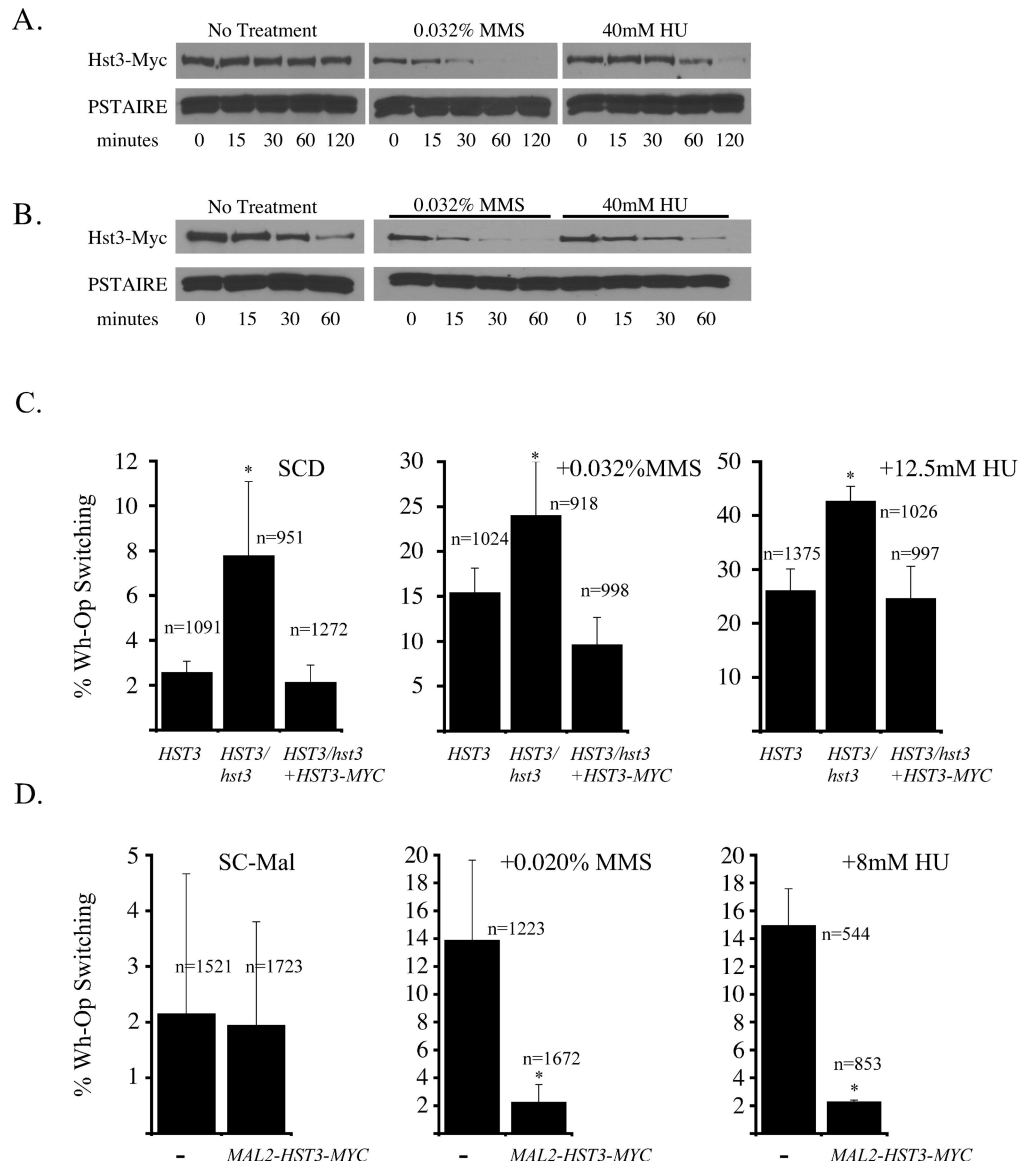 A.
No Treatment 0.032% MMS 40mM HU
Hst3-Myc
PSTAIRE
minutes 0 15 30 60 120 0 15 30 60 120 0 15 30 60 120
B.
No Treatment 0.032% MMS 40mM HU
Hst3-Myc
PSTAIRE
minutes 0 15 30 60 0 15 30 60 0 15 30 60
C.
% Wh-Op Switching
SCD
12
10
8
6
4
2
n=1091
*
n=951
n=1272
HST3 HST3/ HST3/hst3
hst3 +HST3-MYC
+0.032%MMS
30
25
20
15
10
5
n=1024
*
n=918
n=998
HST3 HST3/ HST3/hst3
hst3 +HST3-MYC
+12.5mM HU
50
40
30
20
10
n=1375
*
n=1026
n=997
HST3 HST3/ HST3/hst3
hst3 +HST3-MYC
D.
% Wh-Op Switching
SC-Mal
5
4
3
2
1
n=1521
n=1723
- MAL2-HST3-MYC
+0.020% MMS
20
18
16
14
12
10
8
6
4
2
n=1223
n=1672
*
- MAL2-HST3-MYC
+8mM HU
20
18
16
14
12
10
8
6
4
2
n=544
n=853
*
- MAL2-HST3-MYC